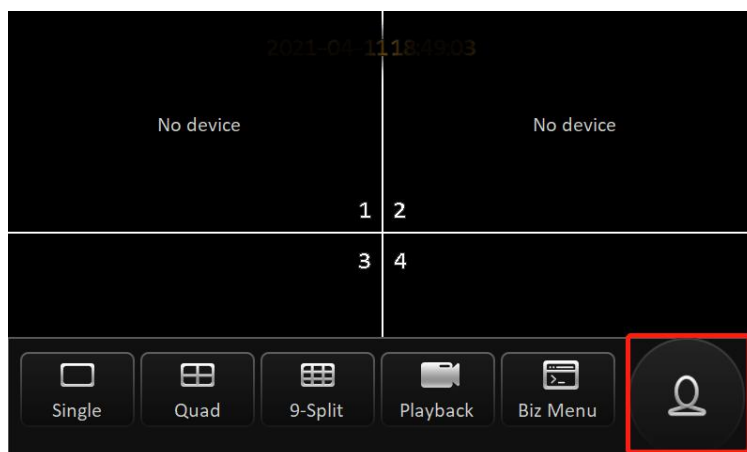 2021-04-11 18:49:03
No device
No device
1
2
3
4
Single
Quad
9-Split
Playback
Biz Menu